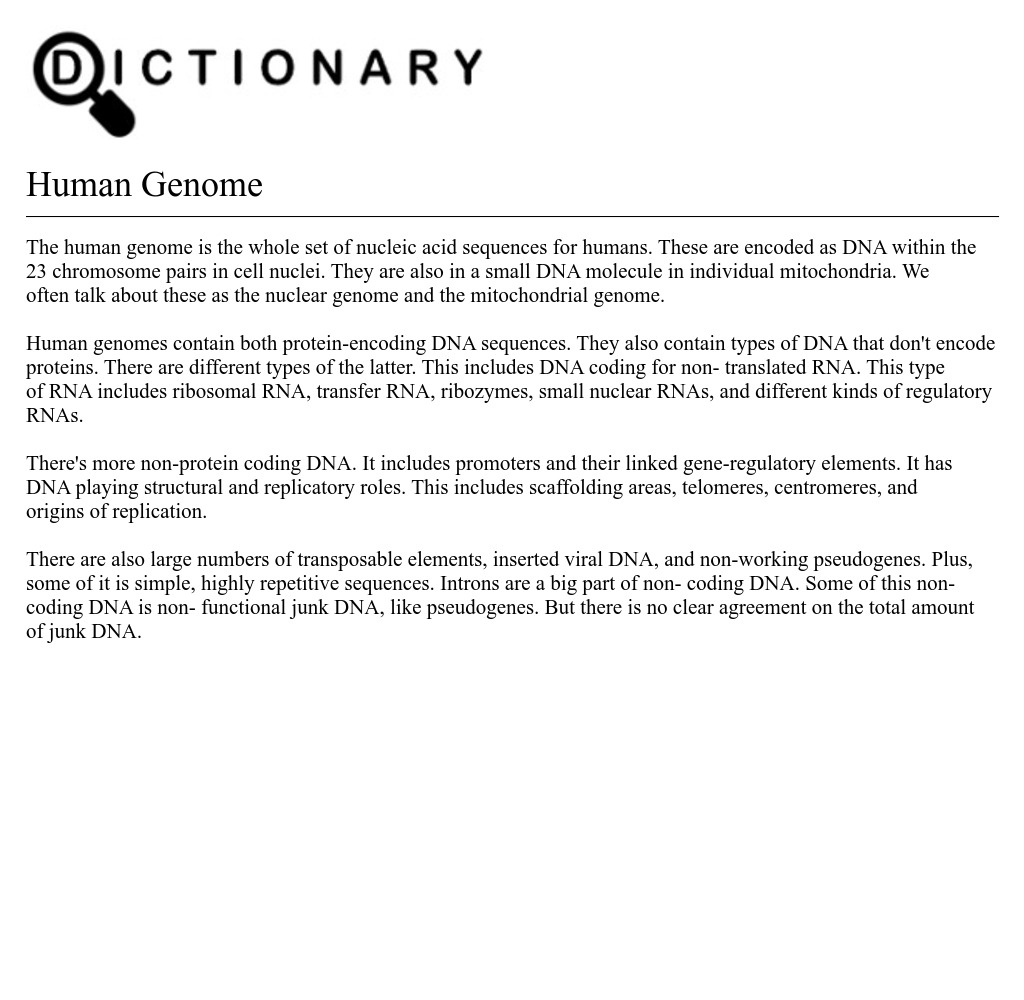 DICTIONARY
Human Genome
The human genome is the whole set of nucleic acid sequences for humans. These are encoded as DNA within the
23 chromosome pairs in cell nuclei. They are also in a small DNA molecule in individual mitochondria. We
often talk about these as the nuclear genome and the mitochondrial genome.
Human genomes contain both protein-encoding DNA sequences. They also contain types of DNA that don't encode
proteins. There are different types of the latter. This includes DNA coding for non- translated RNA. This type
of RNA includes ribosomal RNA, transfer RNA, ribozymes, small nuclear RNAs, and different kinds of regulatory
RNAs.
There's more non-protein coding DNA. It includes promoters and their linked gene-regulatory elements. It has
DNA playing structural and replicatory roles. This includes scaffolding areas, telomeres, centromeres, and
origins of replication.
There are also large numbers of transposable elements, inserted viral DNA, and non-working pseudogenes. Plus,
some of it is simple, highly repetitive sequences. Introns are a big part of non- coding DNA. Some of this non-
coding DNA is non- functional junk DNA, like pseudogenes. But there is no clear agreement on the total amount
of junk DNA.